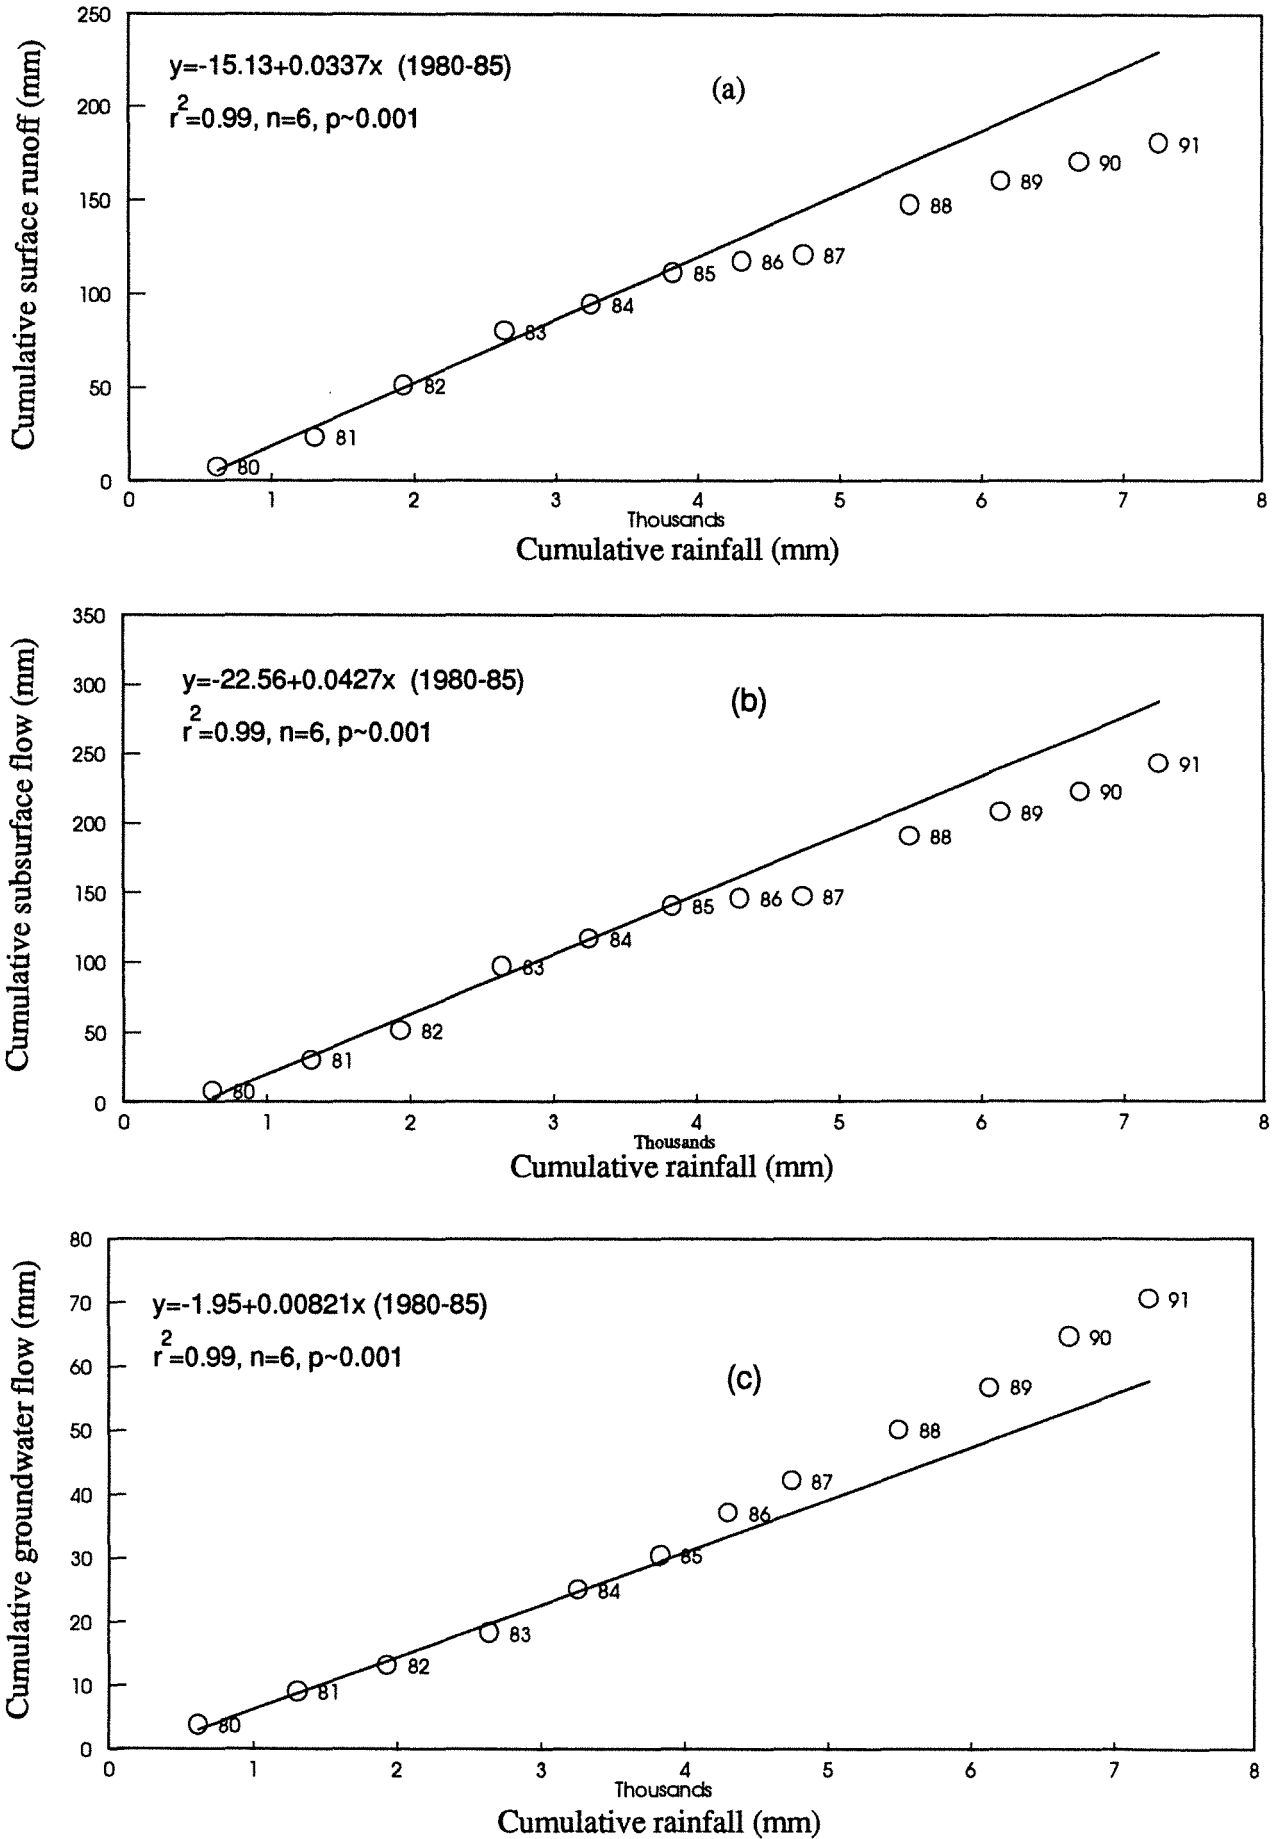 250
200
150
100
50
0
Cumulative surface runoff (mm)
y=-15.13+0.0337x (1980-85)
r2=0.99, n=6, p~0.001
(a)
80
81
82
83
84
85
86
87
88
89
90
91
0 1 2 3 4 5 6 7 8
Thousands
Cumulative rainfall (mm)
350
300
250
200
150
100
50
0
Cumulative subsurface flow (mm)
y=-22.56+0.0427x (1980-85)
r2=0.99, n=6, p~0.001
(b)
80
81
82
83
84
85
86
87
88
89
90
91
0 1 2 3 4 5 6 7 8
Thousands
Cumulative rainfall (mm)
80
70
60
50
40
30
20
10
0
Cumulative groundwater flow (mm)
y=-1.95+0.00821x (1980-85)
r2=0.99, n=6, p~0.001
(c)
80
81
82
83
84
85
86
87
88
89
90
91
0 1 2 3 4 5 6 7 8
Thousands
Cumulative rainfall (mm)